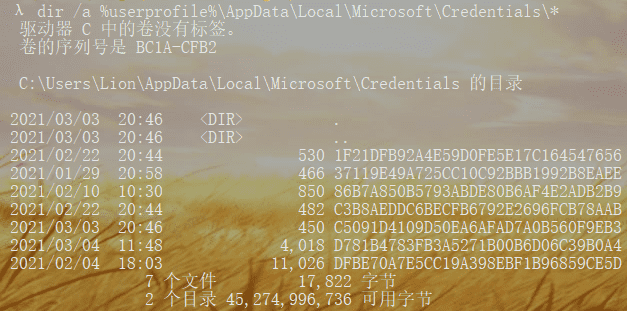 λ dir /a %userprofile%\AppData\Local\Microsoft\Credentials\*
驱动器 C 中的卷没有标签。
卷的序列号是 BC1A-CFB2
C:\Users\Lion\AppData\Local\Microsoft\Credentials 的目录
2021/03/03 20:46 <DIR> .
2021/03/03 20:46 <DIR> ..
2021/02/22 20:44 530 1F21DFB92A4E59D0FE5E17C164547656
2021/01/29 20:58 466 37119E49A725CC10C92BBB1992B8EAEE
2021/02/10 10:30 850 86B7A850B5793ABDE80B6AF4E2ADB2B9
2021/02/22 20:44 482 C3B8AEDDC6BECFB6792E2696FCB78AAB
2021/03/03 20:46 450 C5091D4109D50EA6AFAD7A0B560F9EB3
2021/03/04 11:48 4,018 D781B4783FB3A5271B00B6D06C39B0A4
2021/02/04 18:03 11,026 DFBE70A7E5CC19A398EBF1B96859CE5D
7 个文件 17,822 字节
2 个目录 45,274,996,736 可用字节